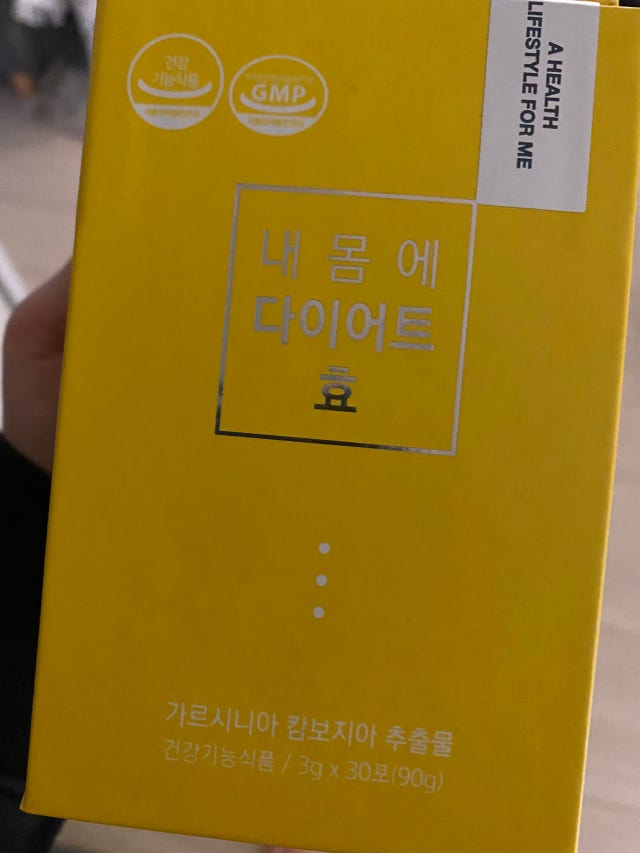 A HEALTH
LIFESTYLE FOR ME
건강
기능식품
GMP
내 몸 에
다이어트
효
가르시니아 캄보지아 추출물
건강기능식품 / 3g x 30포(90g)